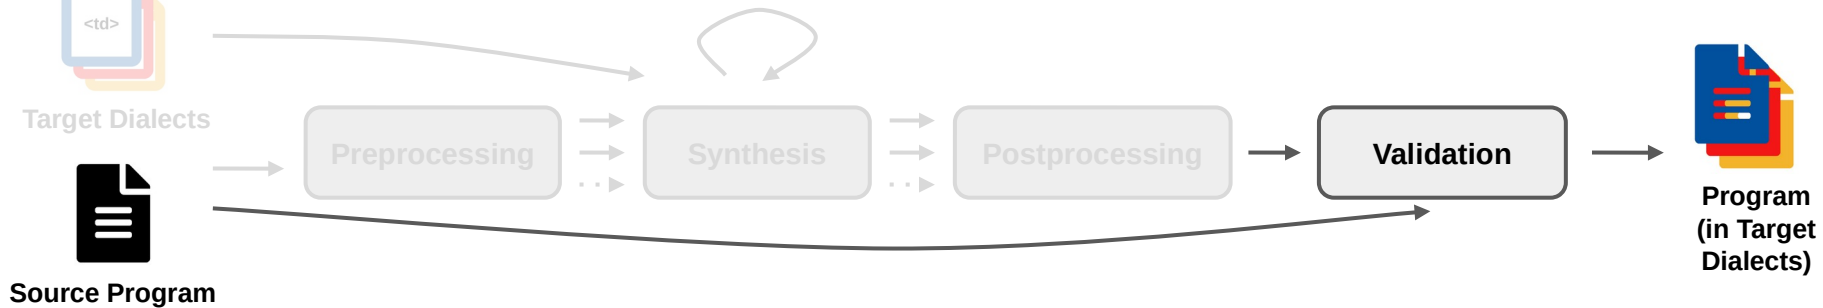 <td>
Target Dialects
Source Program
Preprocessing
Synthesis
Postprocessing
Validation
Program
(in Target
Dialects)